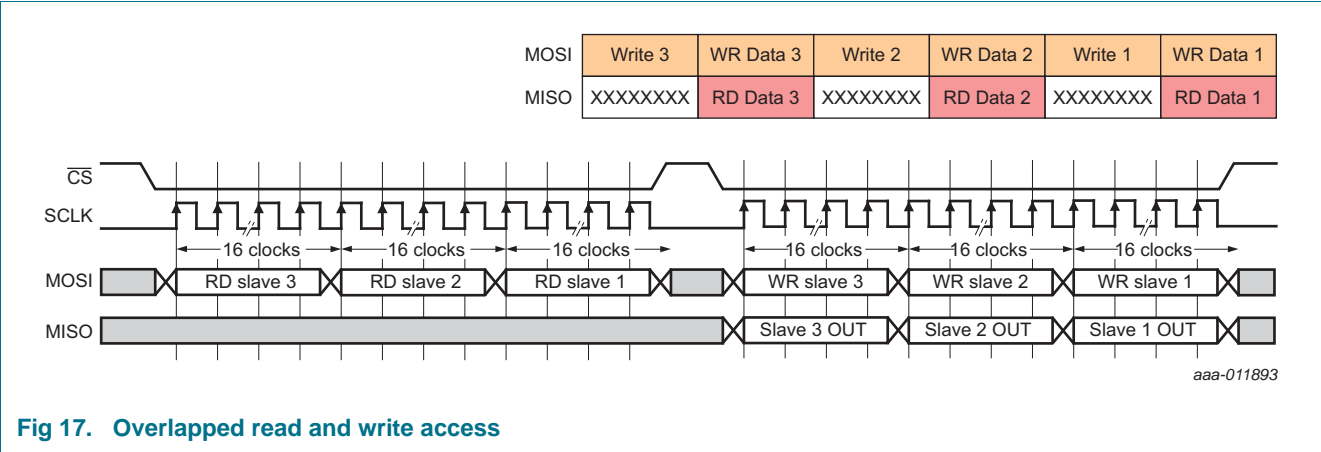 MOSI Write 3 WR Data 3 Write 2 WR Data 2 Write 1 WR Data 1
MISO XXXXXXXX RD Data 3 XXXXXXXX RD Data 2 XXXXXXXX RD Data 1
CS
SCLK
16 clocks 16 clocks 16 clocks 16 clocks 16 clocks 16 clocks
MOSI RD slave 3 RD slave 2 RD slave 1 WR slave 3 WR slave 2 WR slave 1
MISO Slave 3 OUT Slave 2 OUT Slave 1 OUT
aaa-011893
Fig 17. Overlapped read and write access